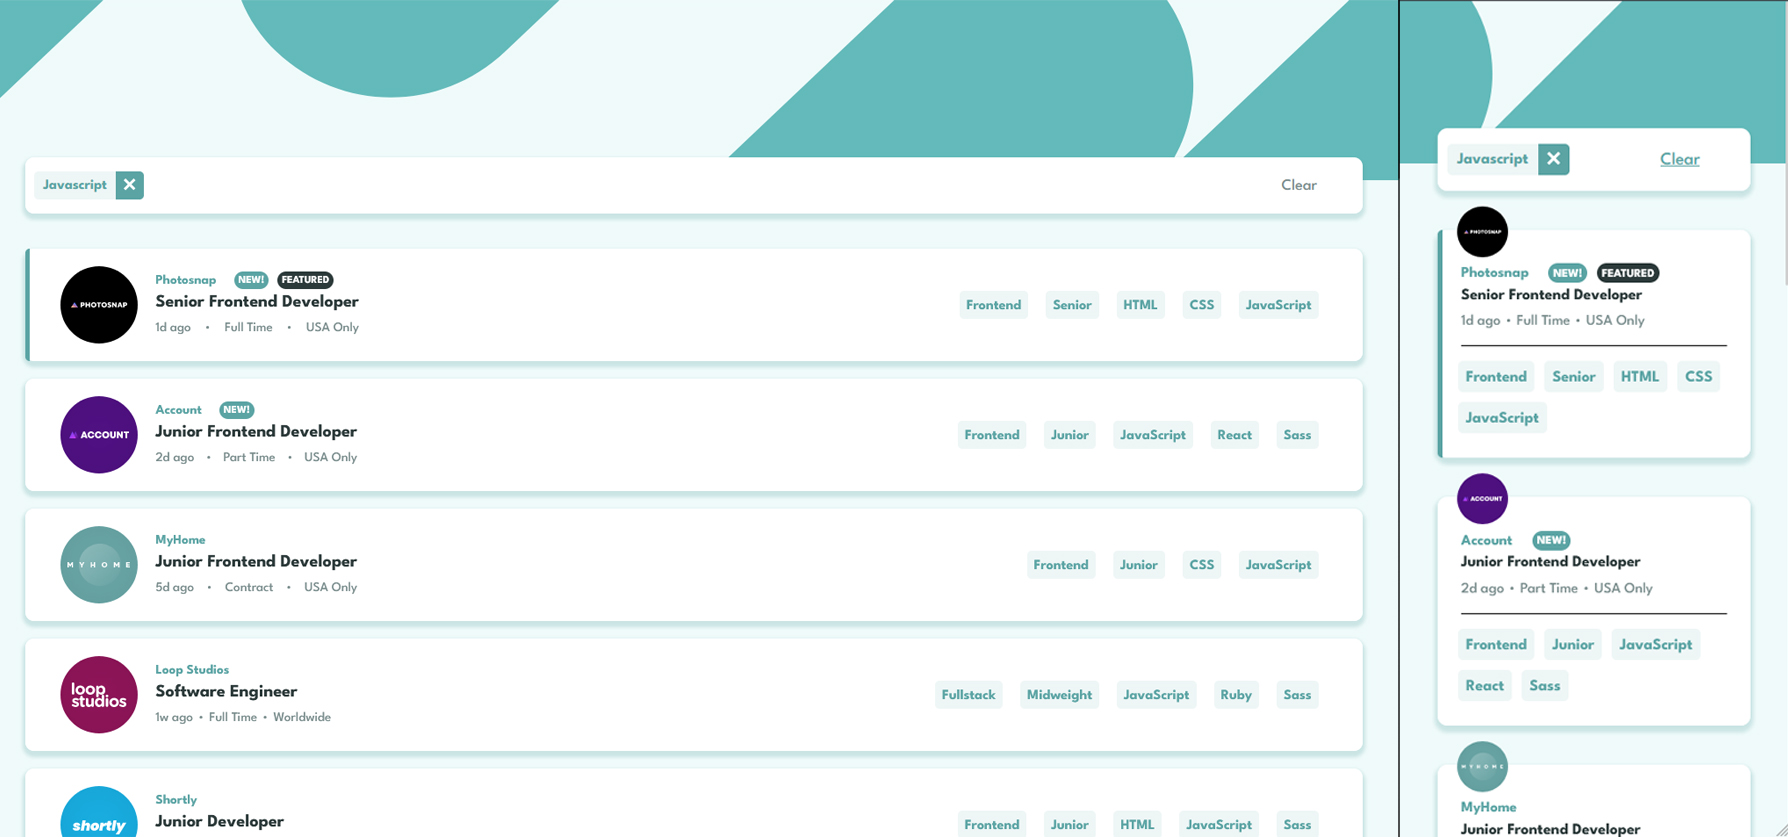 Javascript ✕ Clear
PHOTOSNAP
Photosnap NEW! FEATURED
Senior Frontend Developer
1d ago • Full Time • USA Only
Frontend Senior HTML CSS JavaScript
ACCOUNT
Account NEW!
Junior Frontend Developer
2d ago • Part Time • USA Only
Frontend Junior JavaScript React Sass
MYHOME
MyHome
Junior Frontend Developer
5d ago • Contract • USA Only
Frontend Junior CSS JavaScript
loop
studios
Loop Studios
Software Engineer
1w ago • Full Time • Worldwide
Fullstack Midweight JavaScript Ruby Sass
shortly
Shortly
Junior Developer
Frontend Junior HTML JavaScript Sass
Javascript ✕ Clear
PHOTOSNAP
Photosnap NEW! FEATURED
Senior Frontend Developer
1d ago • Full Time • USA Only
Frontend Senior HTML CSS
JavaScript
ACCOUNT
Account NEW!
Junior Frontend Developer
2d ago • Part Time • USA Only
Frontend Junior JavaScript
React Sass
MYHOME
MyHome
Junior Frontend Developer